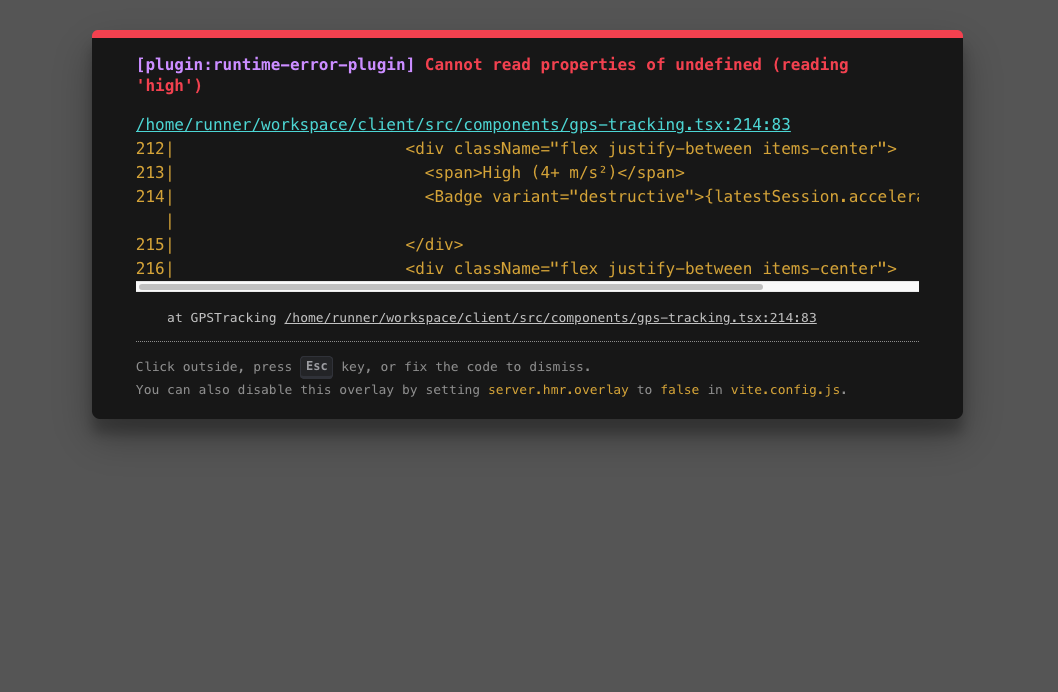 [plugin:runtime-error-plugin] Cannot read properties of undefined (reading
'high')
/home/runner/workspace/client/src/components/gps-tracking.tsx:214:83
212|                        <div className="flex justify-between items-center">
213|                          <span>High (4+ m/s²)</span>
214|                          <Badge variant="destructive">{latestSession.accelera
   |
215|                        </div>
216|                        <div className="flex justify-between items-center">
at GPSTracking /home/runner/workspace/client/src/components/gps-tracking.tsx:214:83
Click outside, press Esc key, or fix the code to dismiss.
You can also disable this overlay by setting server.hmr.overlay to false in vite.config.js.